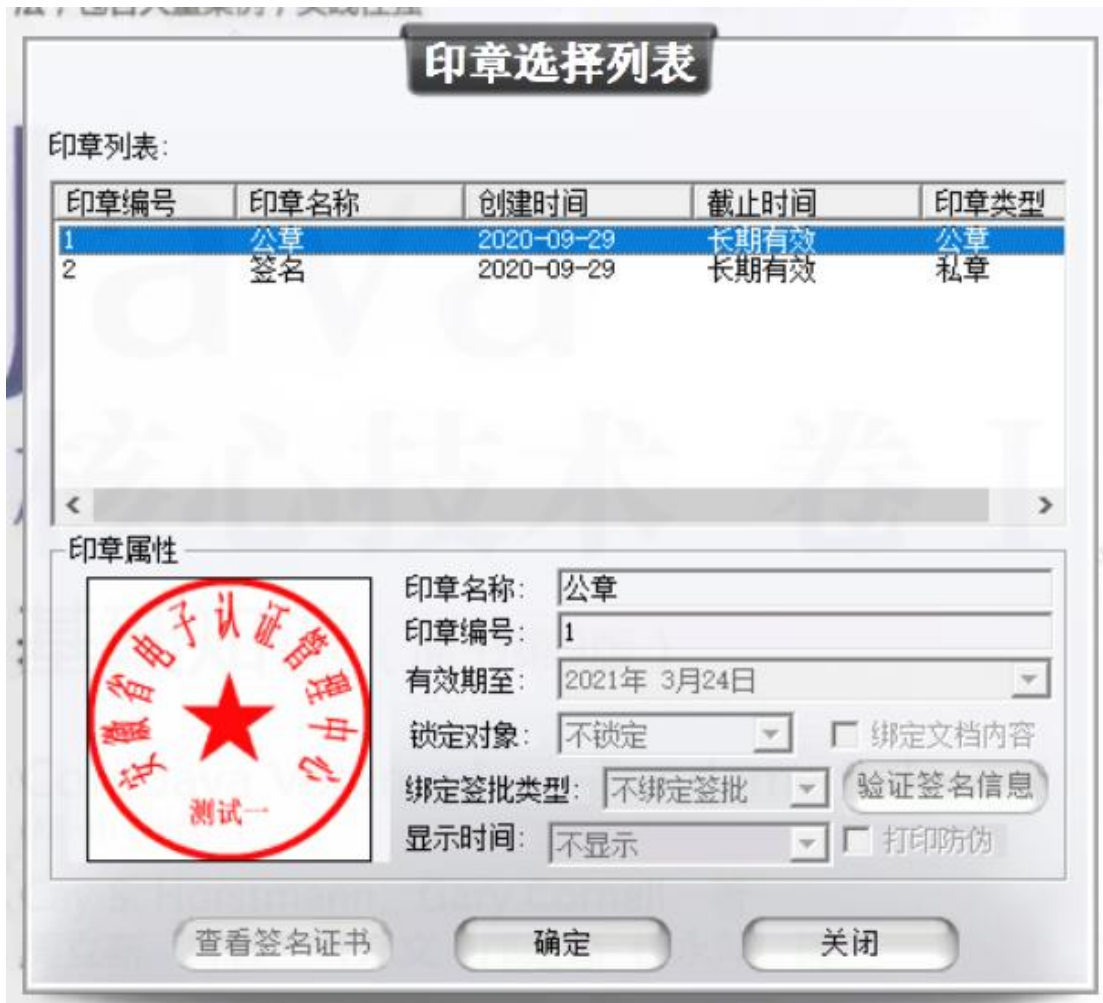 印章选择列表
印章列表:
印章编号 印章名称 创建时间 截止时间 印章类型
1 公章 2020-09-29 长期有效 公章
2 签名 2020-09-29 长期有效 私章
印章属性
安徽省电子认证管理中心
测试一
印章名称: 公章
印章编号: 1
有效期至: 2021年 3月24日
锁定对象: 不锁定 绑定文档内容
绑定签批类型: 不绑定签批 验证签名信息
显示时间: 不显示 打印防伪
查看签名证书 确定 关闭